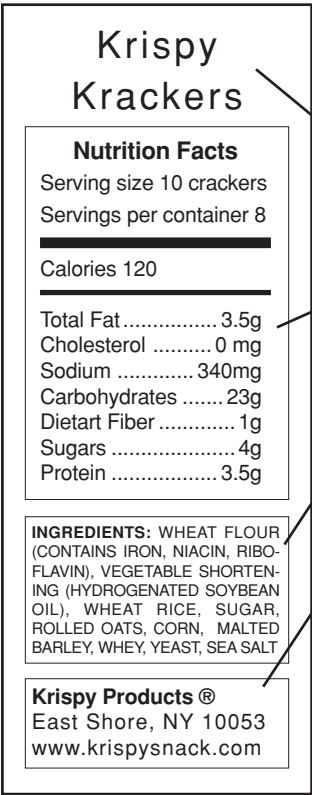 Krispy
Krackers
Nutrition Facts
Serving size 10 crackers
Servings per container 8
Calories 120
Total Fat................ 3.5g
Cholesterol ..........0 mg
Sodium .............340mg
Carbohydrates .......23g
Dietart Fiber.............1g
Sugars .....................4g
Protein ..................3.5g
INGREDIENTS: WHEAT FLOUR
(CONTAINS IRON, NIACIN, RIBO-
FLAVIN), VEGETABLE SHORTEN-
ING (HYDROGENATED SOYBEAN
OIL), WHEAT RICE, SUGAR,
ROLLED OATS, CORN, MALTED
BARLEY, WHEY, YEAST, SEA SALT
Krispy Products ®
East Shore, NY 10053
www.krispysnack.com